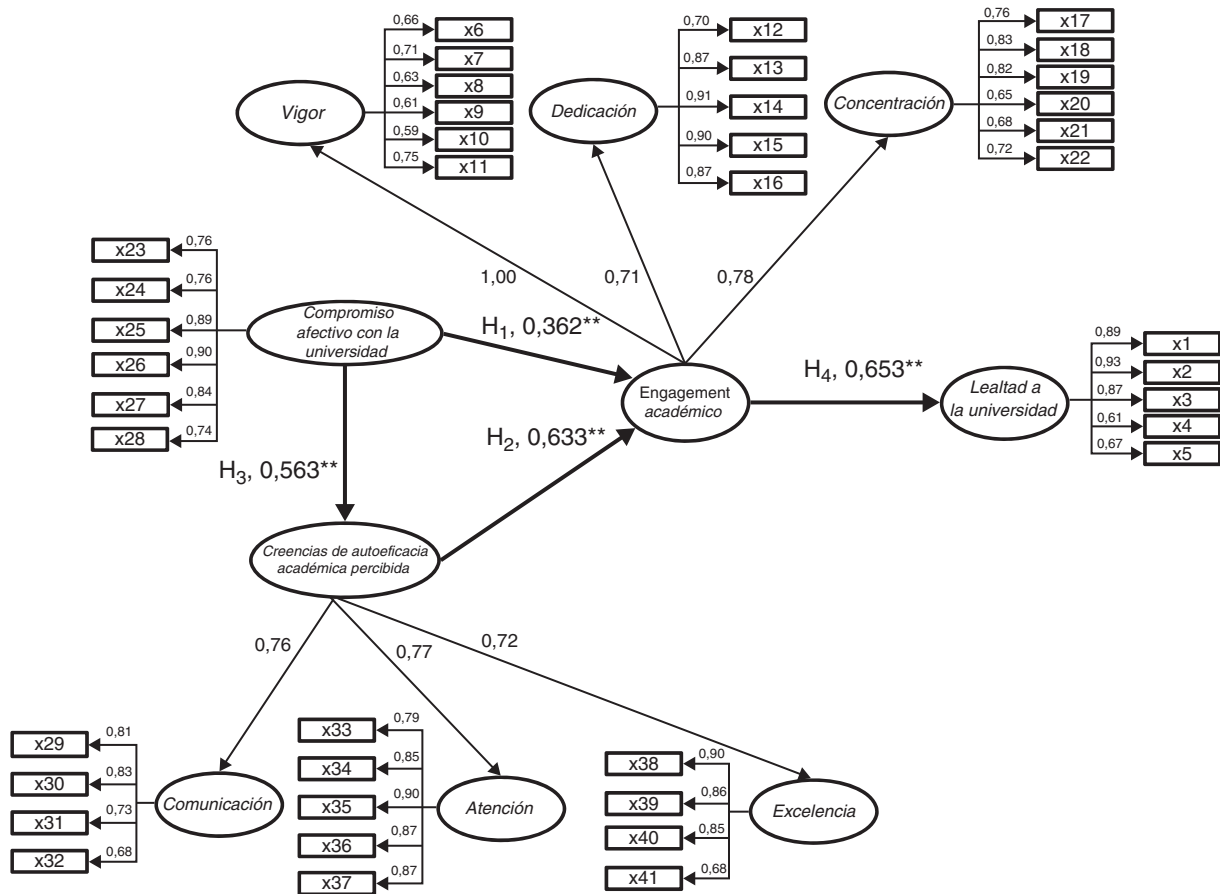 0,66
x6
0,71
x7
0,63
x8
0,61
x9
0,59
x10
0,75
x11
Vigor
0,70
x12
0,87
x13
0,91
x14
0,90
x15
0,87
x16
Dedicación
0,76
x17
0,83
x18
0,82
x19
0,65
x20
0,68
x21
0,72
x22
Concentración
1,00
0,71
0,78
x23
0,76
x24
0,76
x25
0,89
x26
0,90
x27
0,84
x28
0,74
Compromiso
afectivo con la
universidad
H1, 0,362**
Engagement
académico
H4, 0,653**
Lealtad a
la universidad
0,89
x1
0,93
x2
0,87
x3
0,61
x4
0,67
x5
H2, 0,633**
H3, 0,563**
Creencias de autoeficacia
académica percibida
0,76
0,77
0,72
x29
0,81
x30
0,83
x31
0,73
x32
0,68
Comunicación
x33
0,79
x34
0,85
x35
0,90
x36
0,87
x37
0,87
Atención
x38
0,90
x39
0,86
x40
0,85
x41
0,68
Excelencia